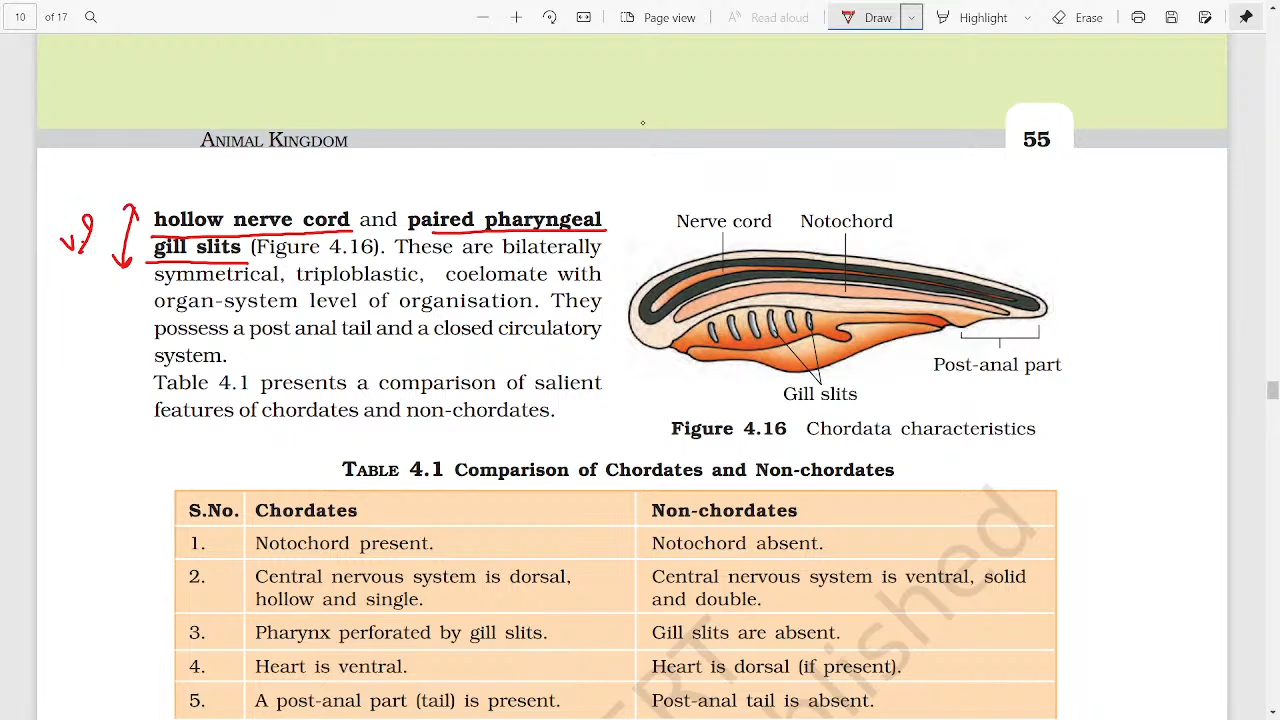 10 of 17
Page view
Read aloud
Draw
Highlight
Erase
ANIMAL KINGDOM
55
hollow nerve cord and paired pharyngeal
gill slits (Figure 4.16). These are bilaterally
symmetrical, triploblastic, coelomate with
organ-system level of organisation. They
possess a post anal tail and a closed circulatory
system.
Table 4.1 presents a comparison of salient
features of chordates and non-chordates.
Nerve cord Notochord
Post-anal part
Gill slits
Figure 4.16 Chordata characteristics
TABLE 4.1 Comparison of Chordates and Non-chordates
S.No. Chordates Non-chordates
1. Notochord present. Notochord absent.
2. Central nervous system is dorsal, Central nervous system is ventral, solid
hollow and single. and double.
3. Pharynx perforated by gill slits. Gill slits are absent.
4. Heart is ventral. Heart is dorsal (if present).
5. A post-anal part (tail) is present. Post-anal tail is absent.